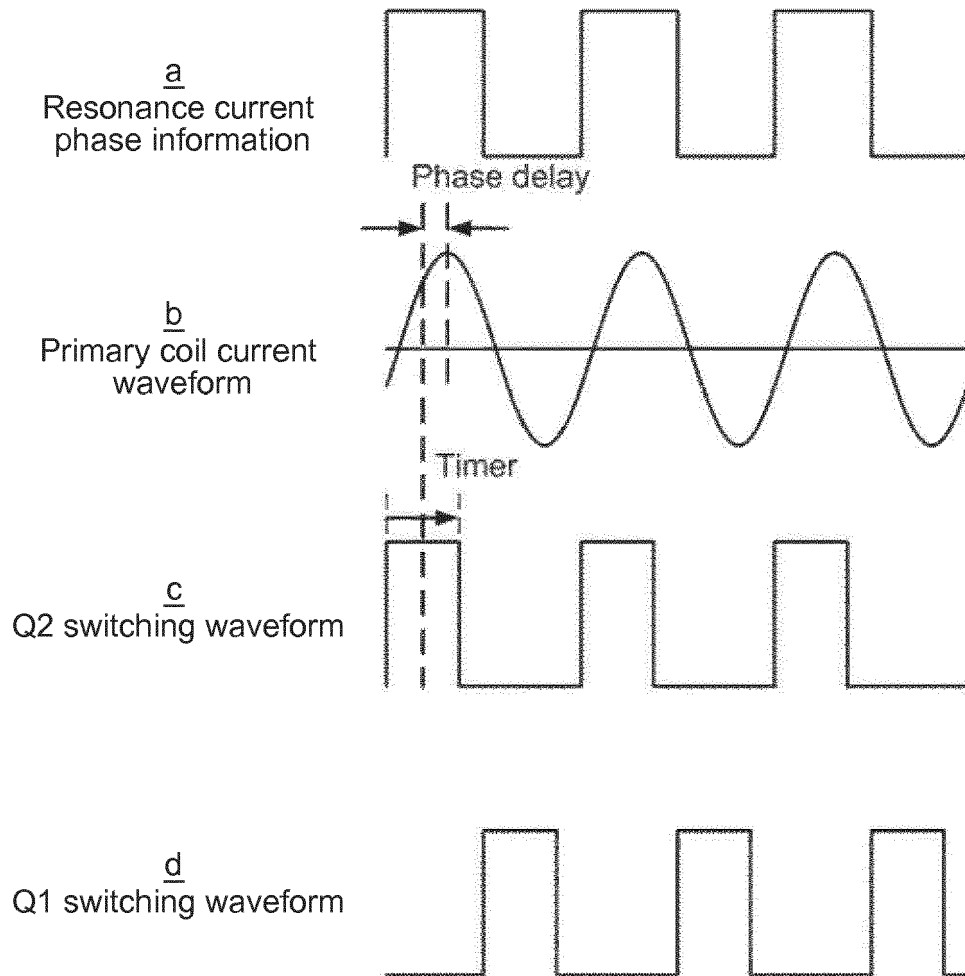 a
Resonance current
phase information
Phase delay
b
Primary coil current
waveform
Timer
c
Q2 switching waveform
d
Q1 switching waveform